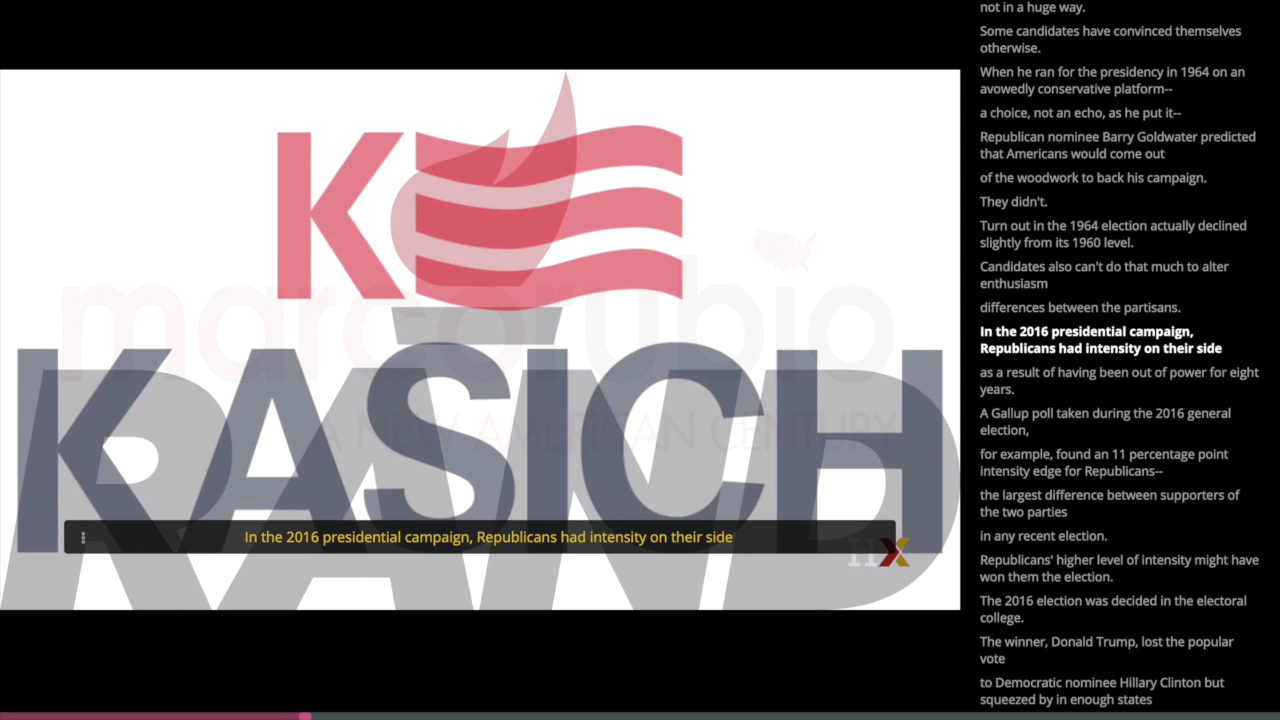 K
marcorubio
A NEW AMERICAN CENTURY
KASICH
RAND
In the 2016 presidential campaign, Republicans had intensity on their side
HX
not in a huge way.
Some candidates have convinced themselves
otherwise.
When he ran for the presidency in 1964 on an
avowedly conservative platform--
a choice, not an echo, as he put it--
Republican nominee Barry Goldwater predicted
that Americans would come out
of the woodwork to back his campaign.
They didn't.
Turn out in the 1964 election actually declined
slightly from its 1960 level.
Candidates also can't do that much to alter
enthusiasm
differences between the partisans.
In the 2016 presidential campaign,
Republicans had intensity on their side
as a result of having been out of power for eight
years.
A Gallup poll taken during the 2016 general
election,
for example, found an 11 percentage point
intensity edge for Republicans--
the largest difference between supporters of
the two parties
in any recent election.
Republicans' higher level of intensity might have
won them the election.
The 2016 election was decided in the electoral
college.
The winner, Donald Trump, lost the popular
vote
to Democratic nominee Hillary Clinton but
squeezed by in enough states